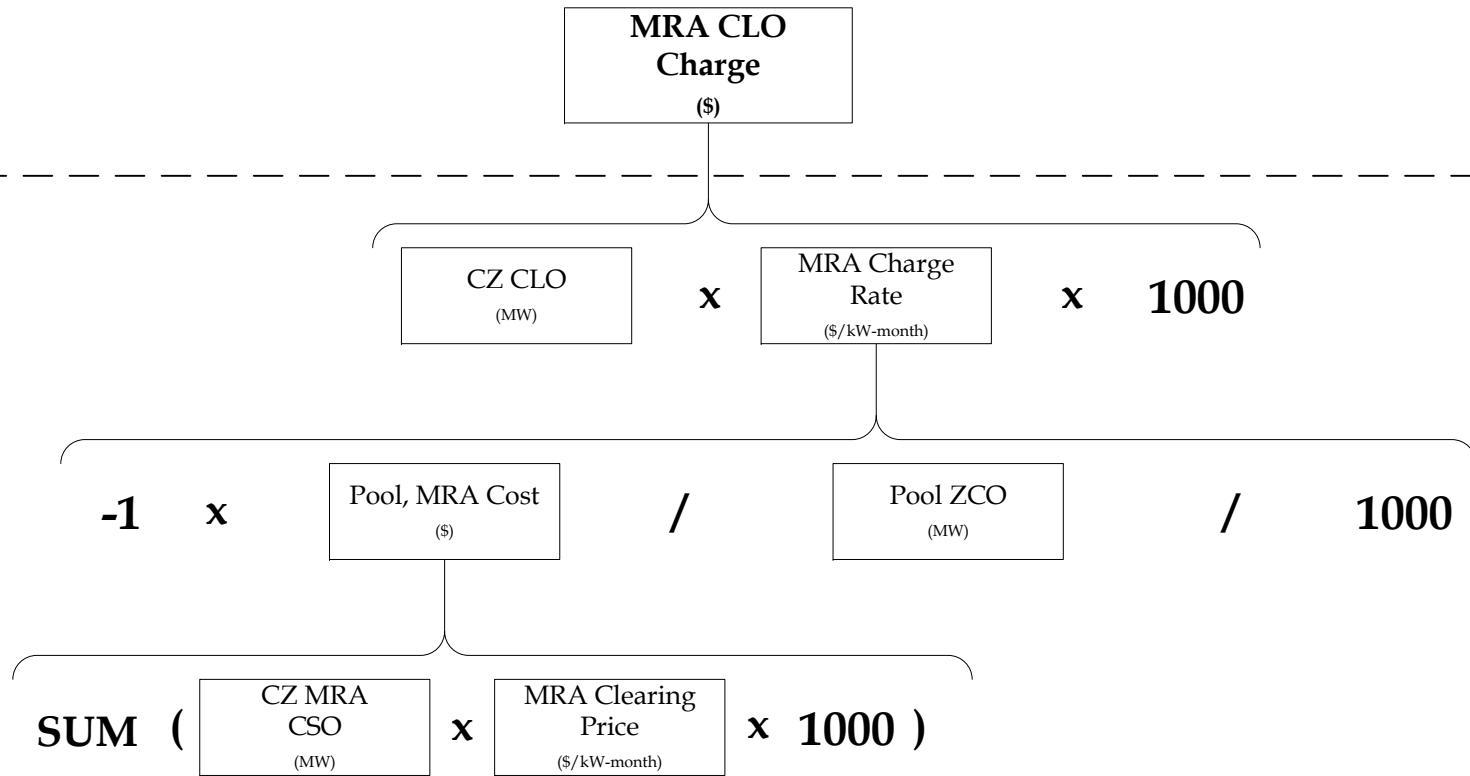 MRA CLO
Charge
($)
CZ CLO
(MW)
x
MRA Charge
Rate
($/kW-month)
x
1000
-1
x
Pool, MRA Cost
($)
/
Pool ZCO
(MW)
/
1000
SUM
(
CZ MRA
CSO
(MW)
x
MRA Clearing
Price
($/kW-month)
x
1000
)